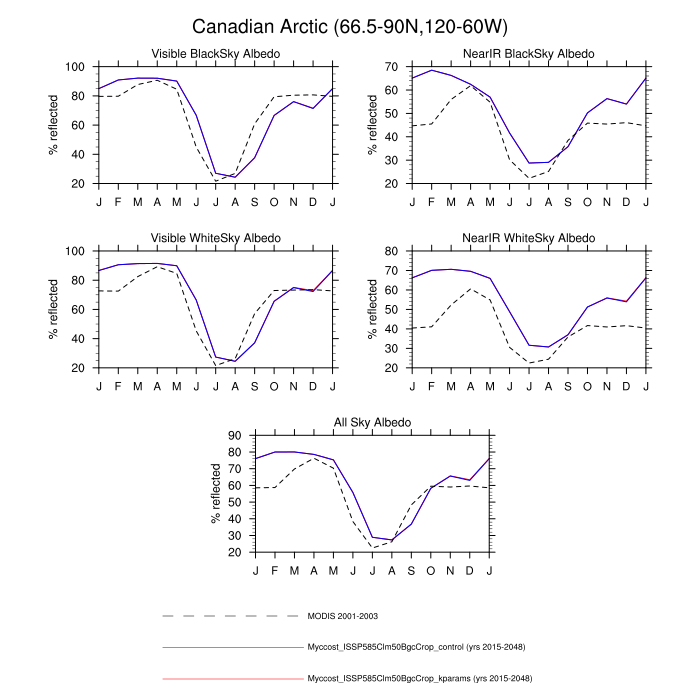 Canadian Arctic (66.5-90N,120-60W)
Visible BlackSky Albedo
% reflected
100
80
60
40
20
J F M A M J J A S O N D J
NearIR BlackSky Albedo
% reflected
70
60
50
40
30
20
J F M A M J J A S O N D J
Visible WhiteSky Albedo
% reflected
100
80
60
40
20
J F M A M J J A S O N D J
NearIR WhiteSky Albedo
% reflected
80
70
60
50
40
30
20
J F M A M J J A S O N D J
All Sky Albedo
% reflected
90
80
70
60
50
40
30
20
J F M A M J J A S O N D J
MODIS 2001-2003
Myccost_ISSP585Clm50BgcCrop_control (yrs 2015-2048)
Myccost_ISSP585Clm50BgcCrop_kparams (yrs 2015-2048)